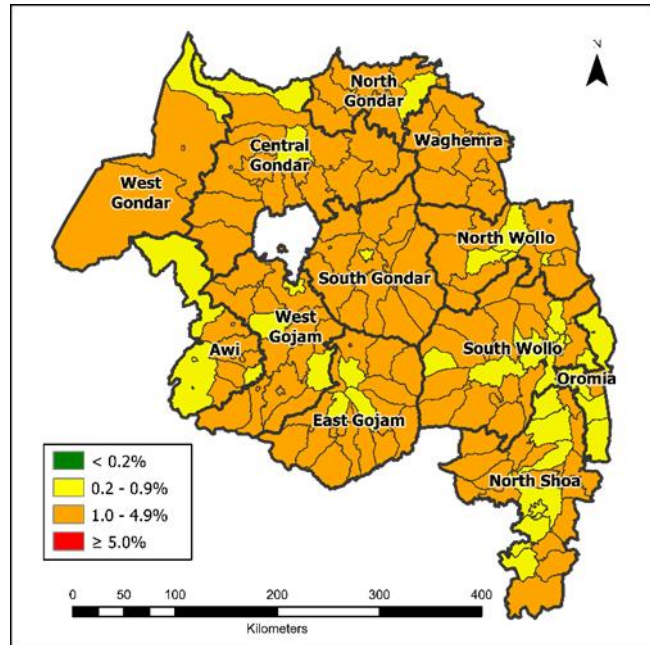 North
Gondar
Waghemra
Central
Gondar
West
Gondar
North Wollo
South Gondar
West
Gojam
South Wollo
Awi
Oromia
East Gojam
North Shoa
< 0.2%
0.2 - 0.9%
1.0 - 4.9%
≥ 5.0%
0 50 100 200 300 400
Kilometers